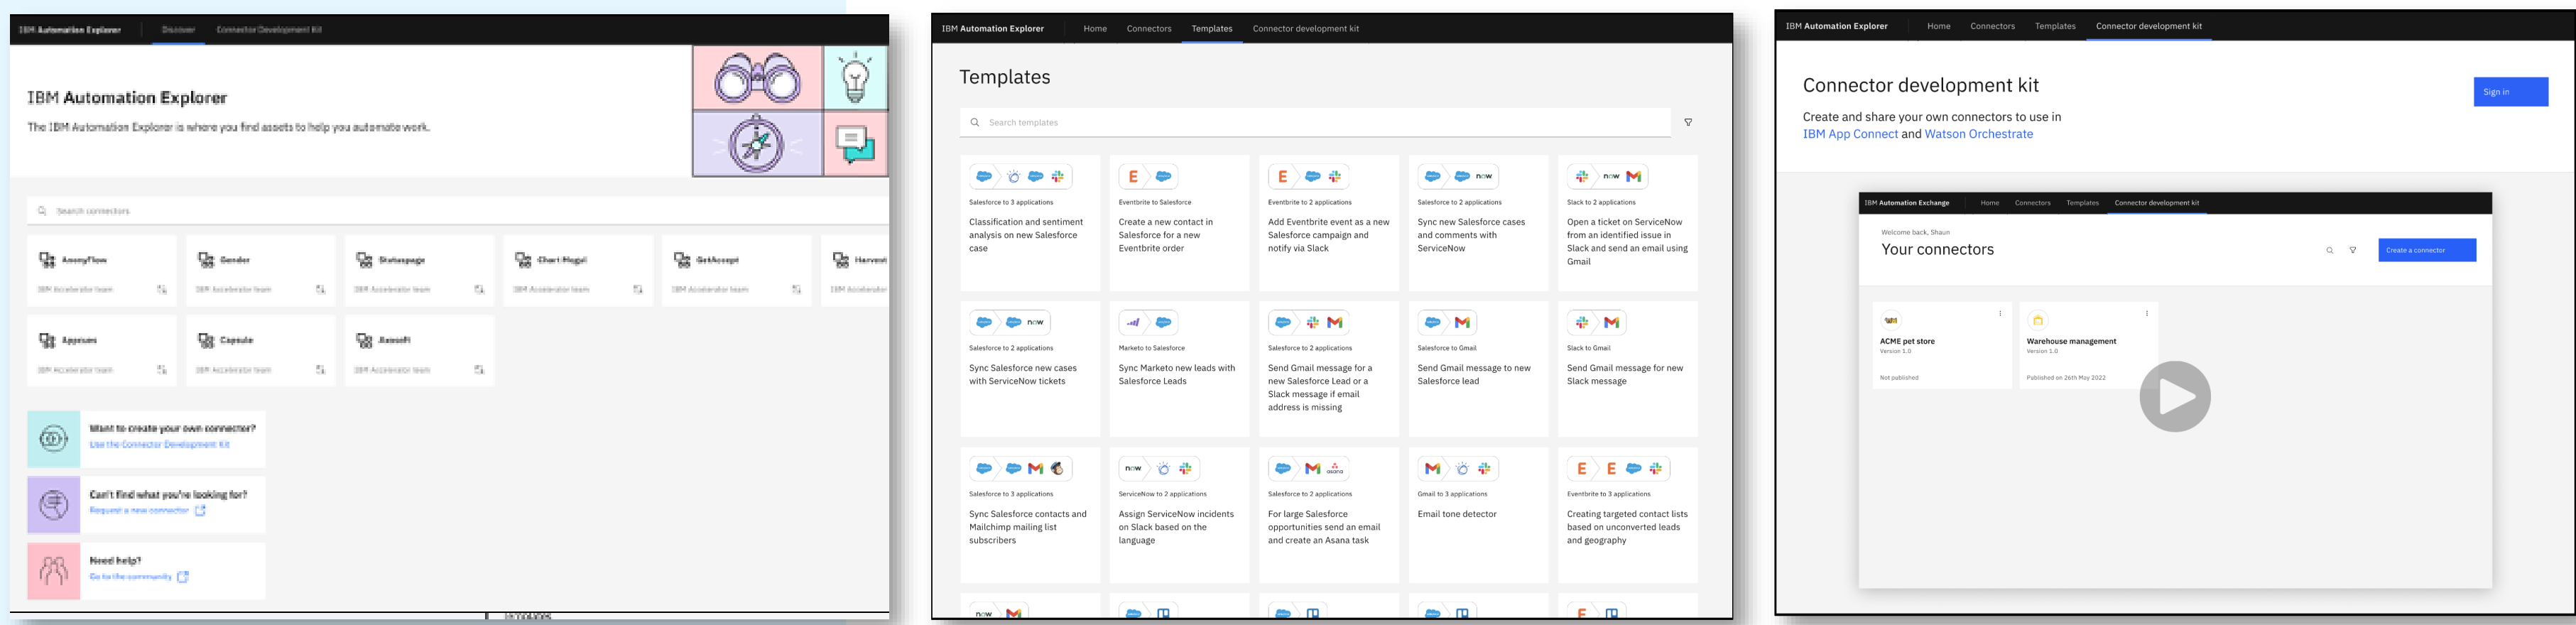 IBM Automation Explorer
Discover
Connector Development Kit
IBM Automation Explorer
The IBM Automation Explorer is where you find assets to help you automate work.
Search connectors
AnonyFlow
IBM Accelerator team
Gender
IBM Accelerator team
Statuspage
IBM Accelerator team
Chart Mogul
IBM Accelerator team
GetAccept
IBM Accelerator team
Harvest
IBM Accelerator
IBM Accelerator team
Capsule
IBM Accelerator team
IBM Accelerator team
Want to create your own connector?
Use the Connector Development Kit
Can't find what you're looking for?
Request a new connector
Need help?
Go to the community
Templates
IBM Automation Explorer
Home
Connectors
Templates
Connector development kit
Templates
Search templates
Salesforce to 3 applications
Classification and sentiment
analysis on new Salesforce
case
E
Eventbrite to Salesforce
Create a new contact in
Salesforce for a new
Eventbrite order
E
Eventbrite to 2 applications
Add Eventbrite event as a new
Salesforce campaign and
notify via Slack
now
Salesforce to 2 applications
Sync new Salesforce cases
and comments with
ServiceNow
now
Slack to 2 applications
Open a ticket on ServiceNow
from an identified issue in
Slack and send an email using
Gmail
now
Salesforce to 2 applications
Sync Salesforce new cases
with ServiceNow tickets
Marketo to Salesforce
Sync Marketo new leads with
Salesforce Leads
Salesforce to 2 applications
Send Gmail message for a
new Salesforce Lead or a
Slack message if email
address is missing
Salesforce to Gmail
Send Gmail message to new
Salesforce lead
Slack to Gmail
Send Gmail message for new
Slack message
Salesforce to 3 applications
Sync Salesforce contacts and
Mailchimp mailing list
subscribers
now
ServiceNow to 2 applications
Assign ServiceNow incidents
on Slack based on the
language
asana
Salesforce to 2 applications
For large Salesforce
opportunities send an email
and create an Asana task
Gmail to 3 applications
Email tone detector
E E
Eventbrite to 3 applications
Creating targeted contact lists
based on unconverted leads
and geography
now
E
IBM Automation Explorer
Home
Connectors
Templates
Connector development kit
Connector development kit
Sign in
Create and share your own connectors to use in
IBM App Connect and Watson Orchestrate
IBM Automation Exchange
Home
Connectors
Templates
Connector development kit
Welcome back, Shaun
Your connectors
Create a connector
ACME pet store
Version 1.0
Not published
Warehouse management
Version 1.0
Published on 26th May 2022